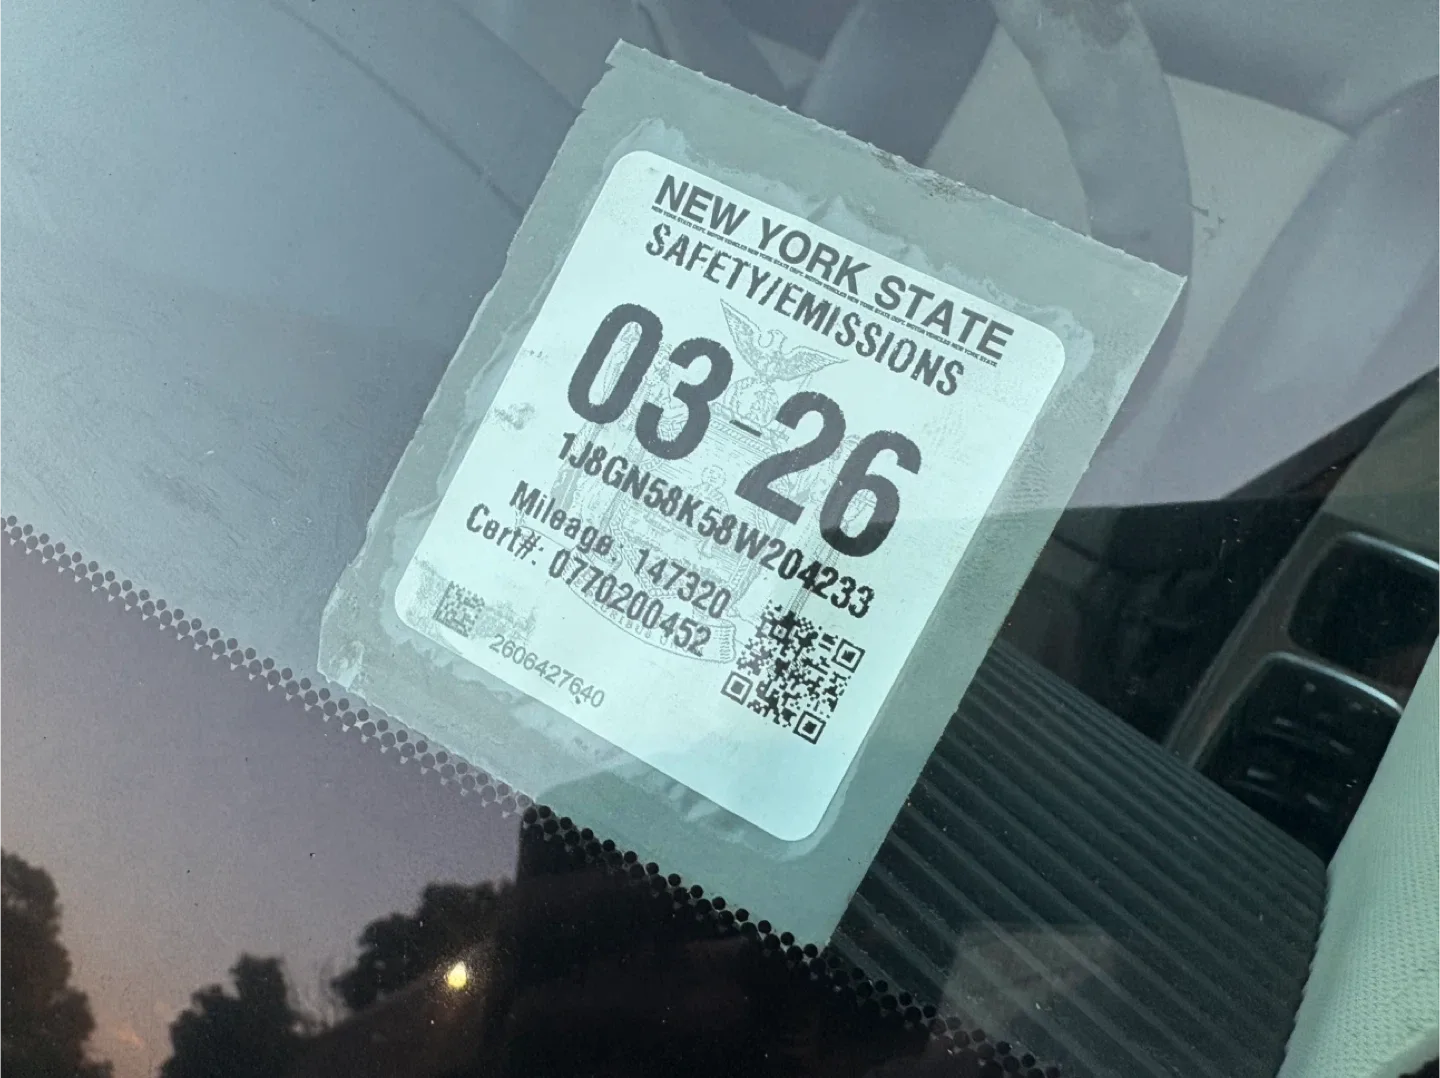 NEW YORK STATE
SAFETY/EMISSIONS
03-26
1J8GN58K58W204233
Mileage, 147320
Cert#: 0770200452
2606427640